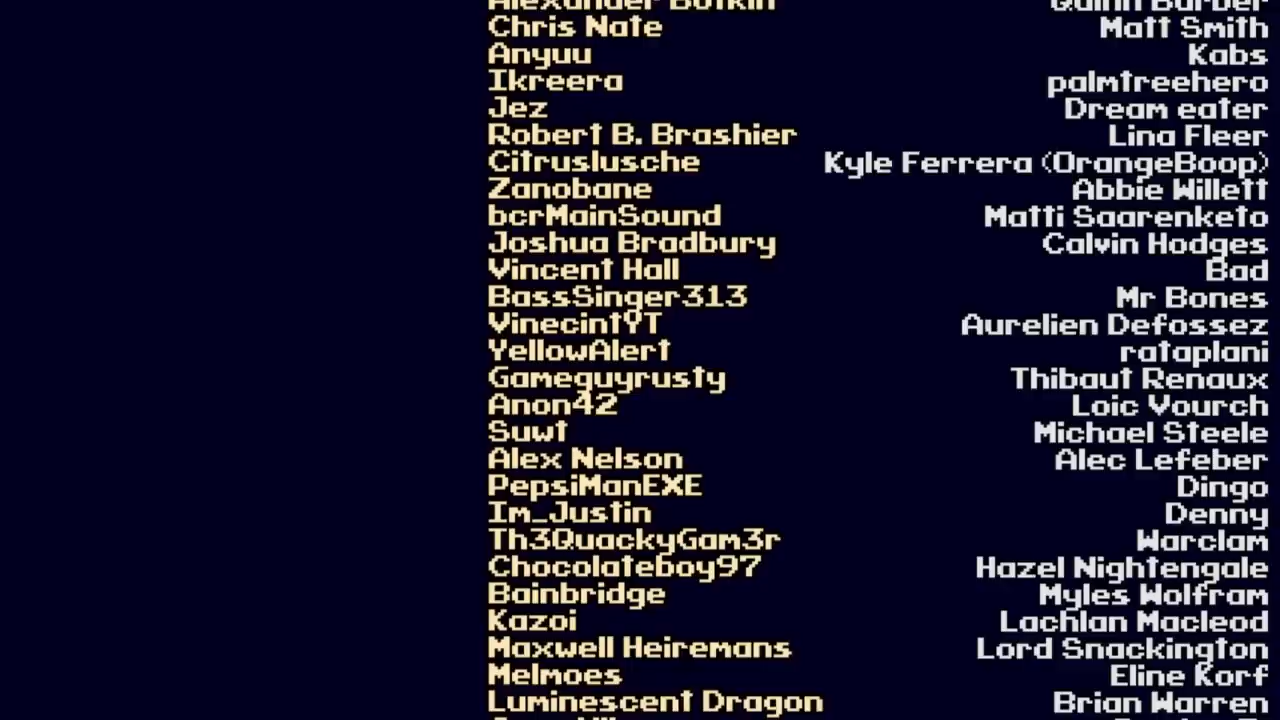 Chris Nate Matt Smith
Anyuu Kabs
Ikreera palmtreehero
Jez Dream eater
Robert B. Brashier Lina Fleer
Citruslusche Kyle Ferrera (OrangeBoop)
Zanobane Abbie Willett
bcrMainSound Matti Saarenketo
Joshua Bradbury Calvin Hodges
Vincent Hall Bad
BassSinger313 Mr Bones
VinecintYT Aurelien Defossez
YellowAlert rataplani
Gameguyrusty Thibaut Renaux
Anon42 Loic Vourch
Suwt Michael Steele
Alex Nelson Alec Lefeber
PepsiManEXE Dingo
Im_Justin Denny
Th3QuackyGam3r Warclam
Chocolateboy97 Hazel Nightengale
Bainbridge Myles Wolfram
Kazoi Lachlan Macleod
Maxwell Heiremans Lord Snackington
Melmoes Eline Korf
Luminescent Dragon Brian Warren